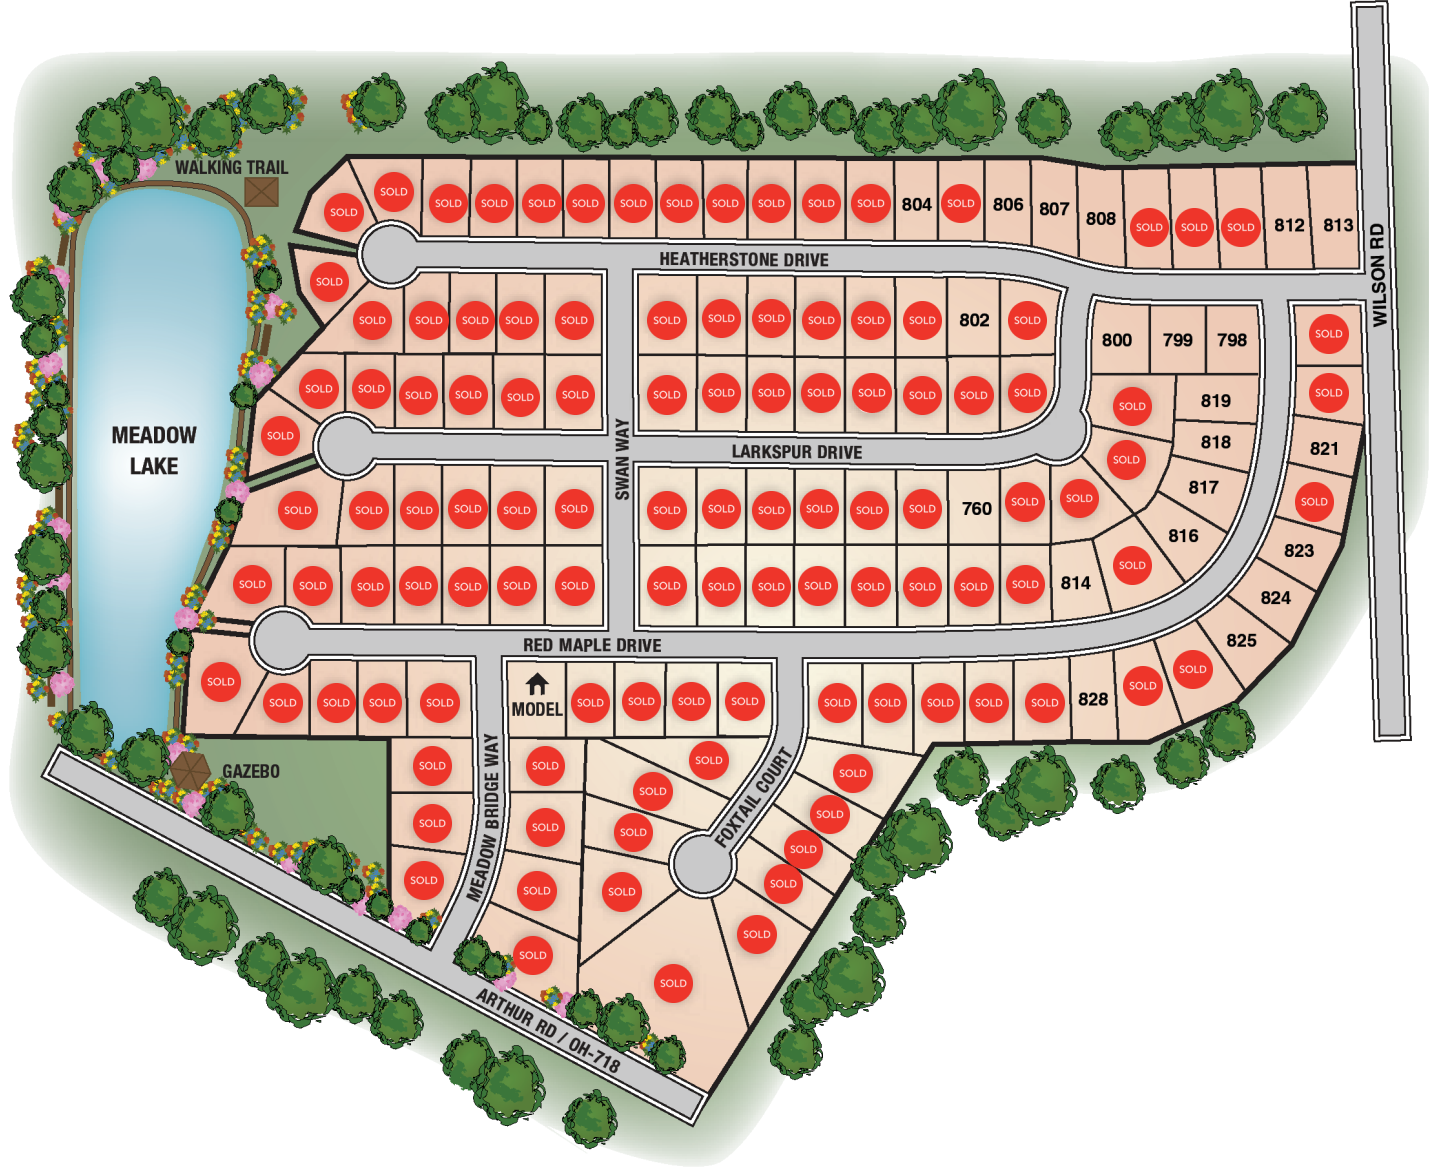 WALKING TRAIL
SOLD
SOLD
SOLD SOLD SOLD SOLD SOLD SOLD SOLD SOLD SOLD SOLD 804 SOLD 806 807 808 SOLD SOLD SOLD 812 813
WILSON RD
HEATHERSTONE DRIVE
SOLD
SOLD SOLD SOLD SOLD SOLD
SOLD SOLD SOLD SOLD SOLD SOLD 802 SOLD
800 799 798
SOLD
SOLD SOLD SOLD SOLD SOLD SOLD
SOLD SOLD SOLD SOLD SOLD SOLD SOLD SOLD
SOLD 819
SOLD
MEADOW
LAKE
SOLD
SWAN WAY
LARKSPUR DRIVE
SOLD 818
821
817
SOLD
SOLD SOLD SOLD SOLD SOLD SOLD
SOLD SOLD SOLD SOLD SOLD SOLD 760 SOLD SOLD
816
823
SOLD SOLD SOLD SOLD SOLD SOLD SOLD
SOLD SOLD SOLD SOLD SOLD SOLD SOLD SOLD 814 SOLD
824
825
RED MAPLE DRIVE
SOLD
SOLD SOLD SOLD SOLD
MODEL
SOLD SOLD SOLD SOLD
SOLD SOLD SOLD SOLD SOLD 828 SOLD SOLD
GAZEBO
SOLD
SOLD
SOLD
MEADOW BRIDGE WAY
SOLD
SOLD
SOLD
SOLD
SOLD
SOLD
SOLD
SOLD
FOXTAIL COURT
SOLD
SOLD
SOLD
SOLD
SOLD
SOLD
ARTHUR RD / OH-718